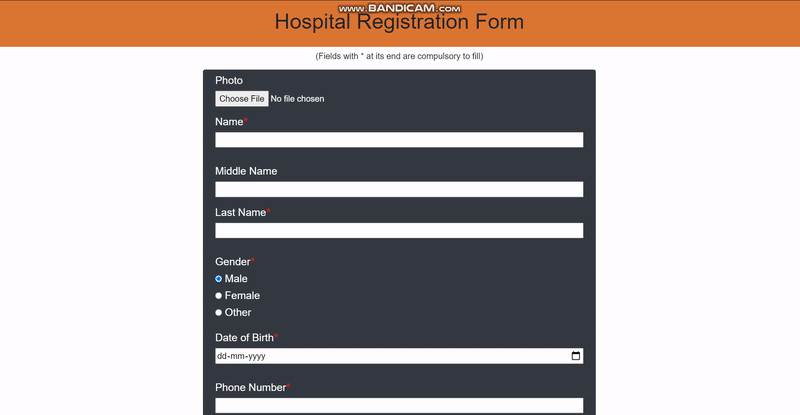 www.BANDICAM.com
Hospital Registration Form
(Fields with * at its end are compulsory to fill)
Photo
Choose File No file chosen
Name*
Middle Name
Last Name*
Gender*
Male
Female
Other
Date of Birth*
dd-mm-yyyy
Phone Number*